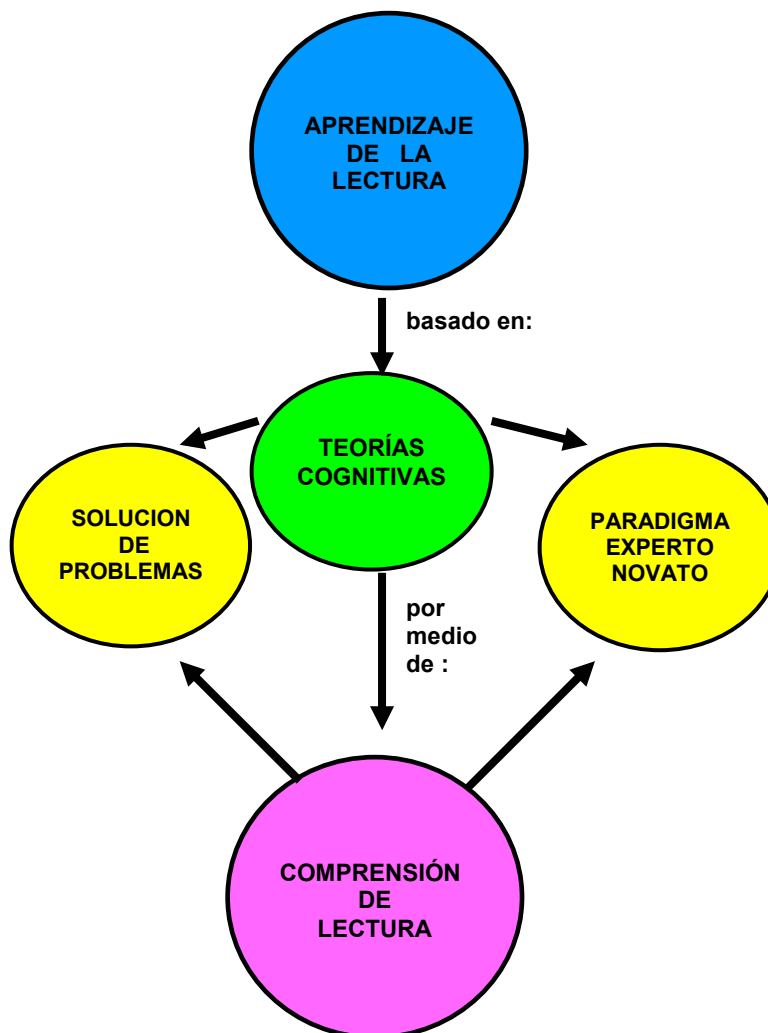 APRENDIZAJE
DE LA
LECTURA
basado en:
TEORÍAS
COGNITIVAS
SOLUCION
DE
PROBLEMAS
PARADIGMA
EXPERTO
NOVATO
por
medio
de :
COMPRENSIÓN
DE
LECTURA